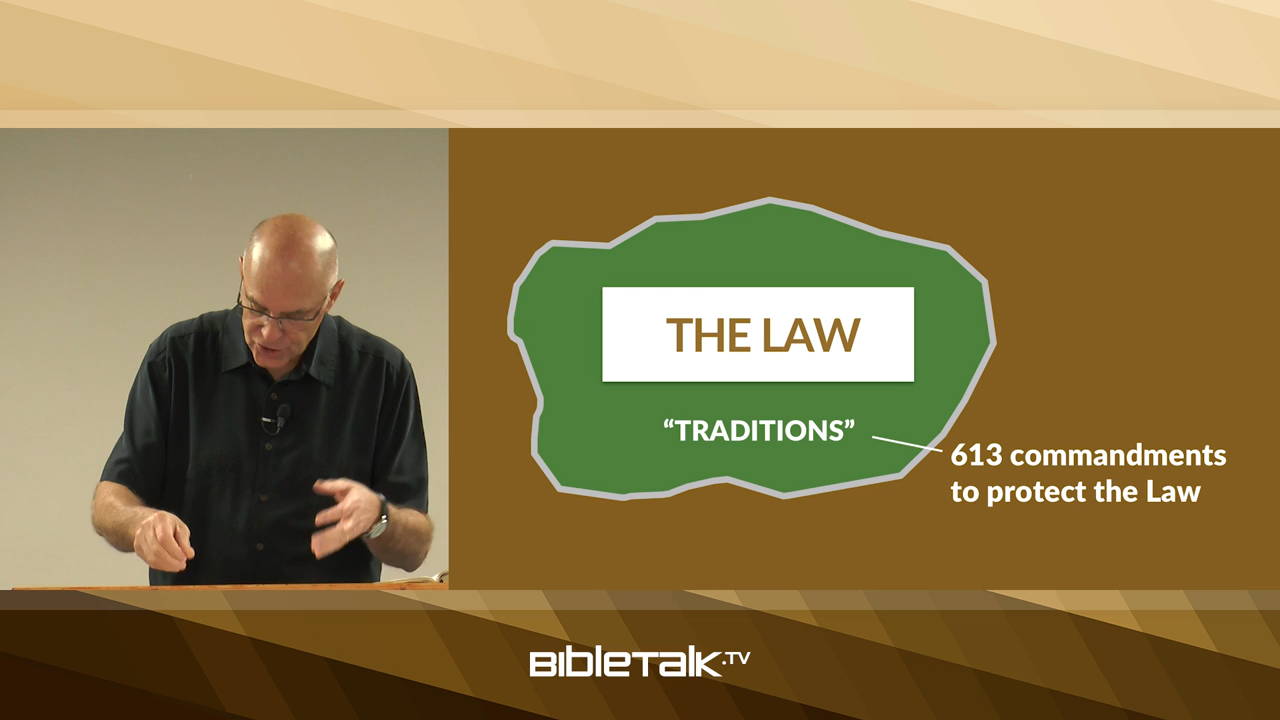 THE LAW
“TRADITIONS”
613 commandments
to protect the Law
BibleTalk.TV